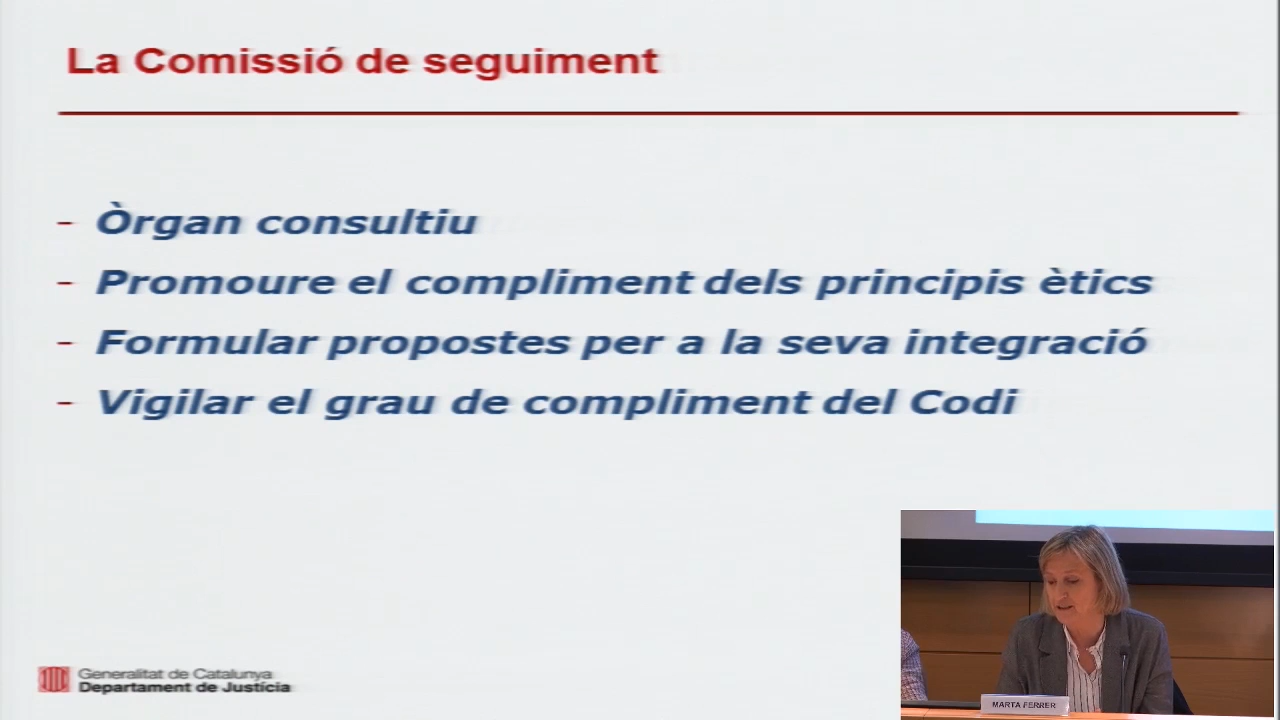 La Comissió de seguiment
- Òrgan consultiu
- Promoure el compliment dels principis ètics
- Formular propostes per a la seva integració
- Vigilar el grau de compliment del Codi
Generalitat de Catalunya
Departament de Justícia
MARTA FERRER